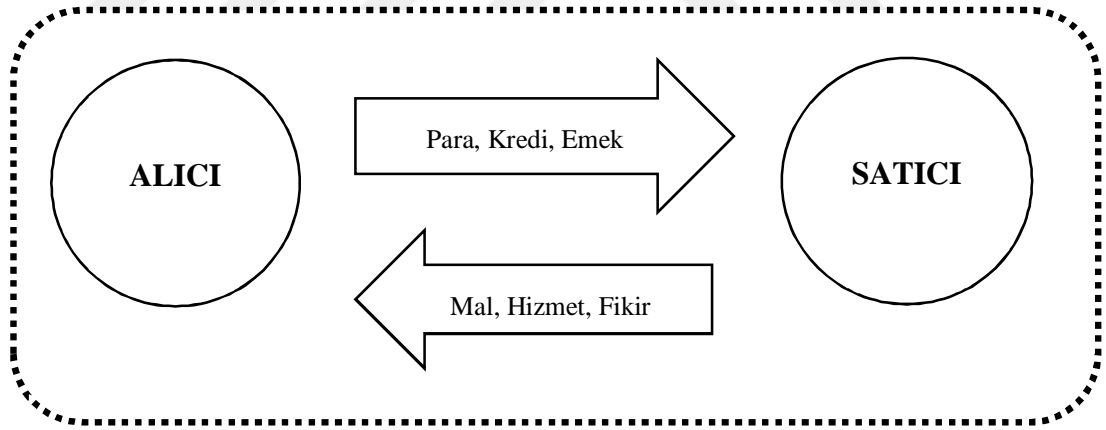 ALICI
Para, Kredi, Emek
SATICI
Mal, Hizmet, Fikir